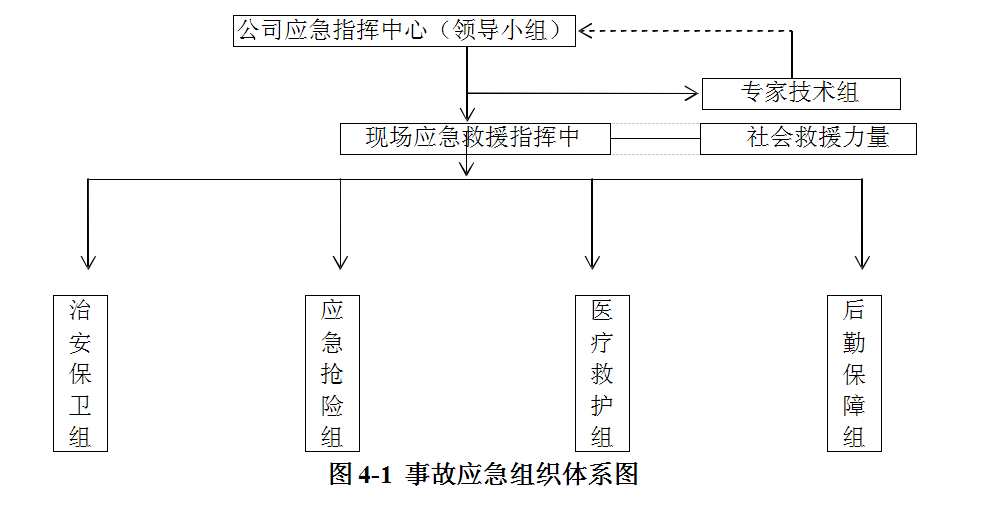 公司应急指挥中心（领导小组）
专家技术组
现场应急救援指挥中
社会救援力量
治安保卫组
应急抢险组
医疗救护组
后勤保障组
图 4-1 事故应急组织体系图